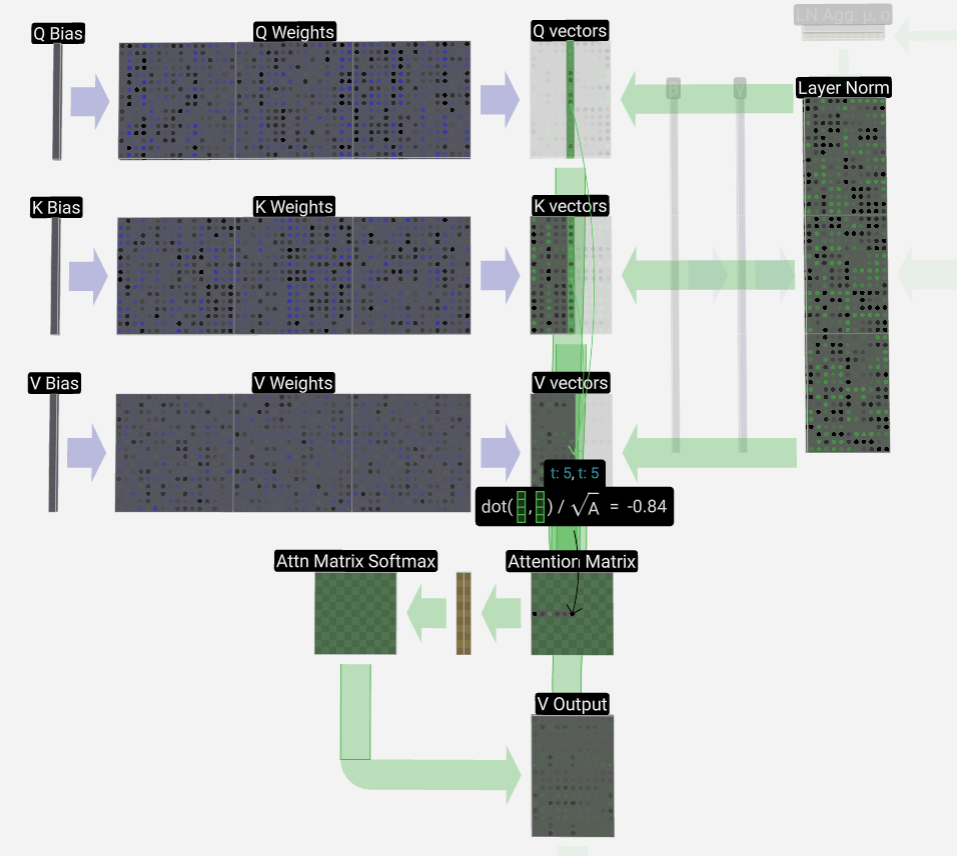 LN Agg: μ, σ
Q Bias
Q Weights
Q vectors
Layer Norm
K Bias
K Weights
K vectors
V Bias
V Weights
V vectors
t: 5, t: 5
dot( , ) / √A = -0.84
Attn Matrix Softmax
Attention Matrix
V Output